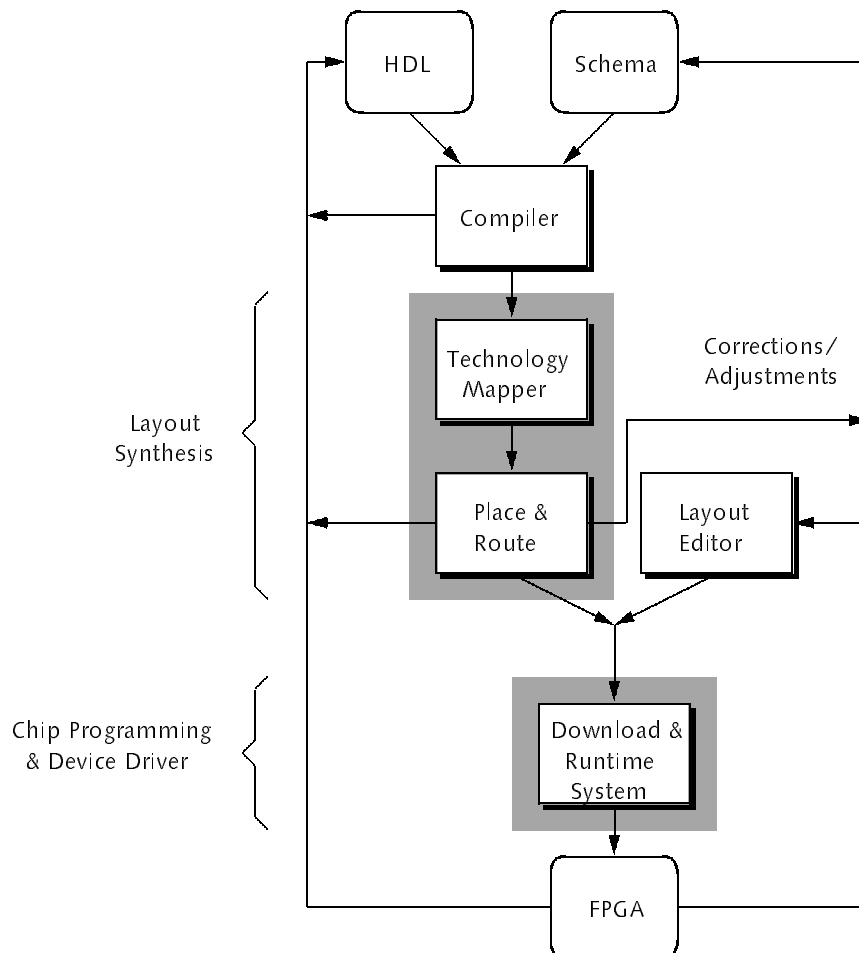 HDL
Schema
Compiler
Technology
Mapper
Corrections/
Adjustments
Layout
Synthesis
Place &
Route
Layout
Editor
Chip Programming
& Device Driver
Download &
Runtime
System
FPGA